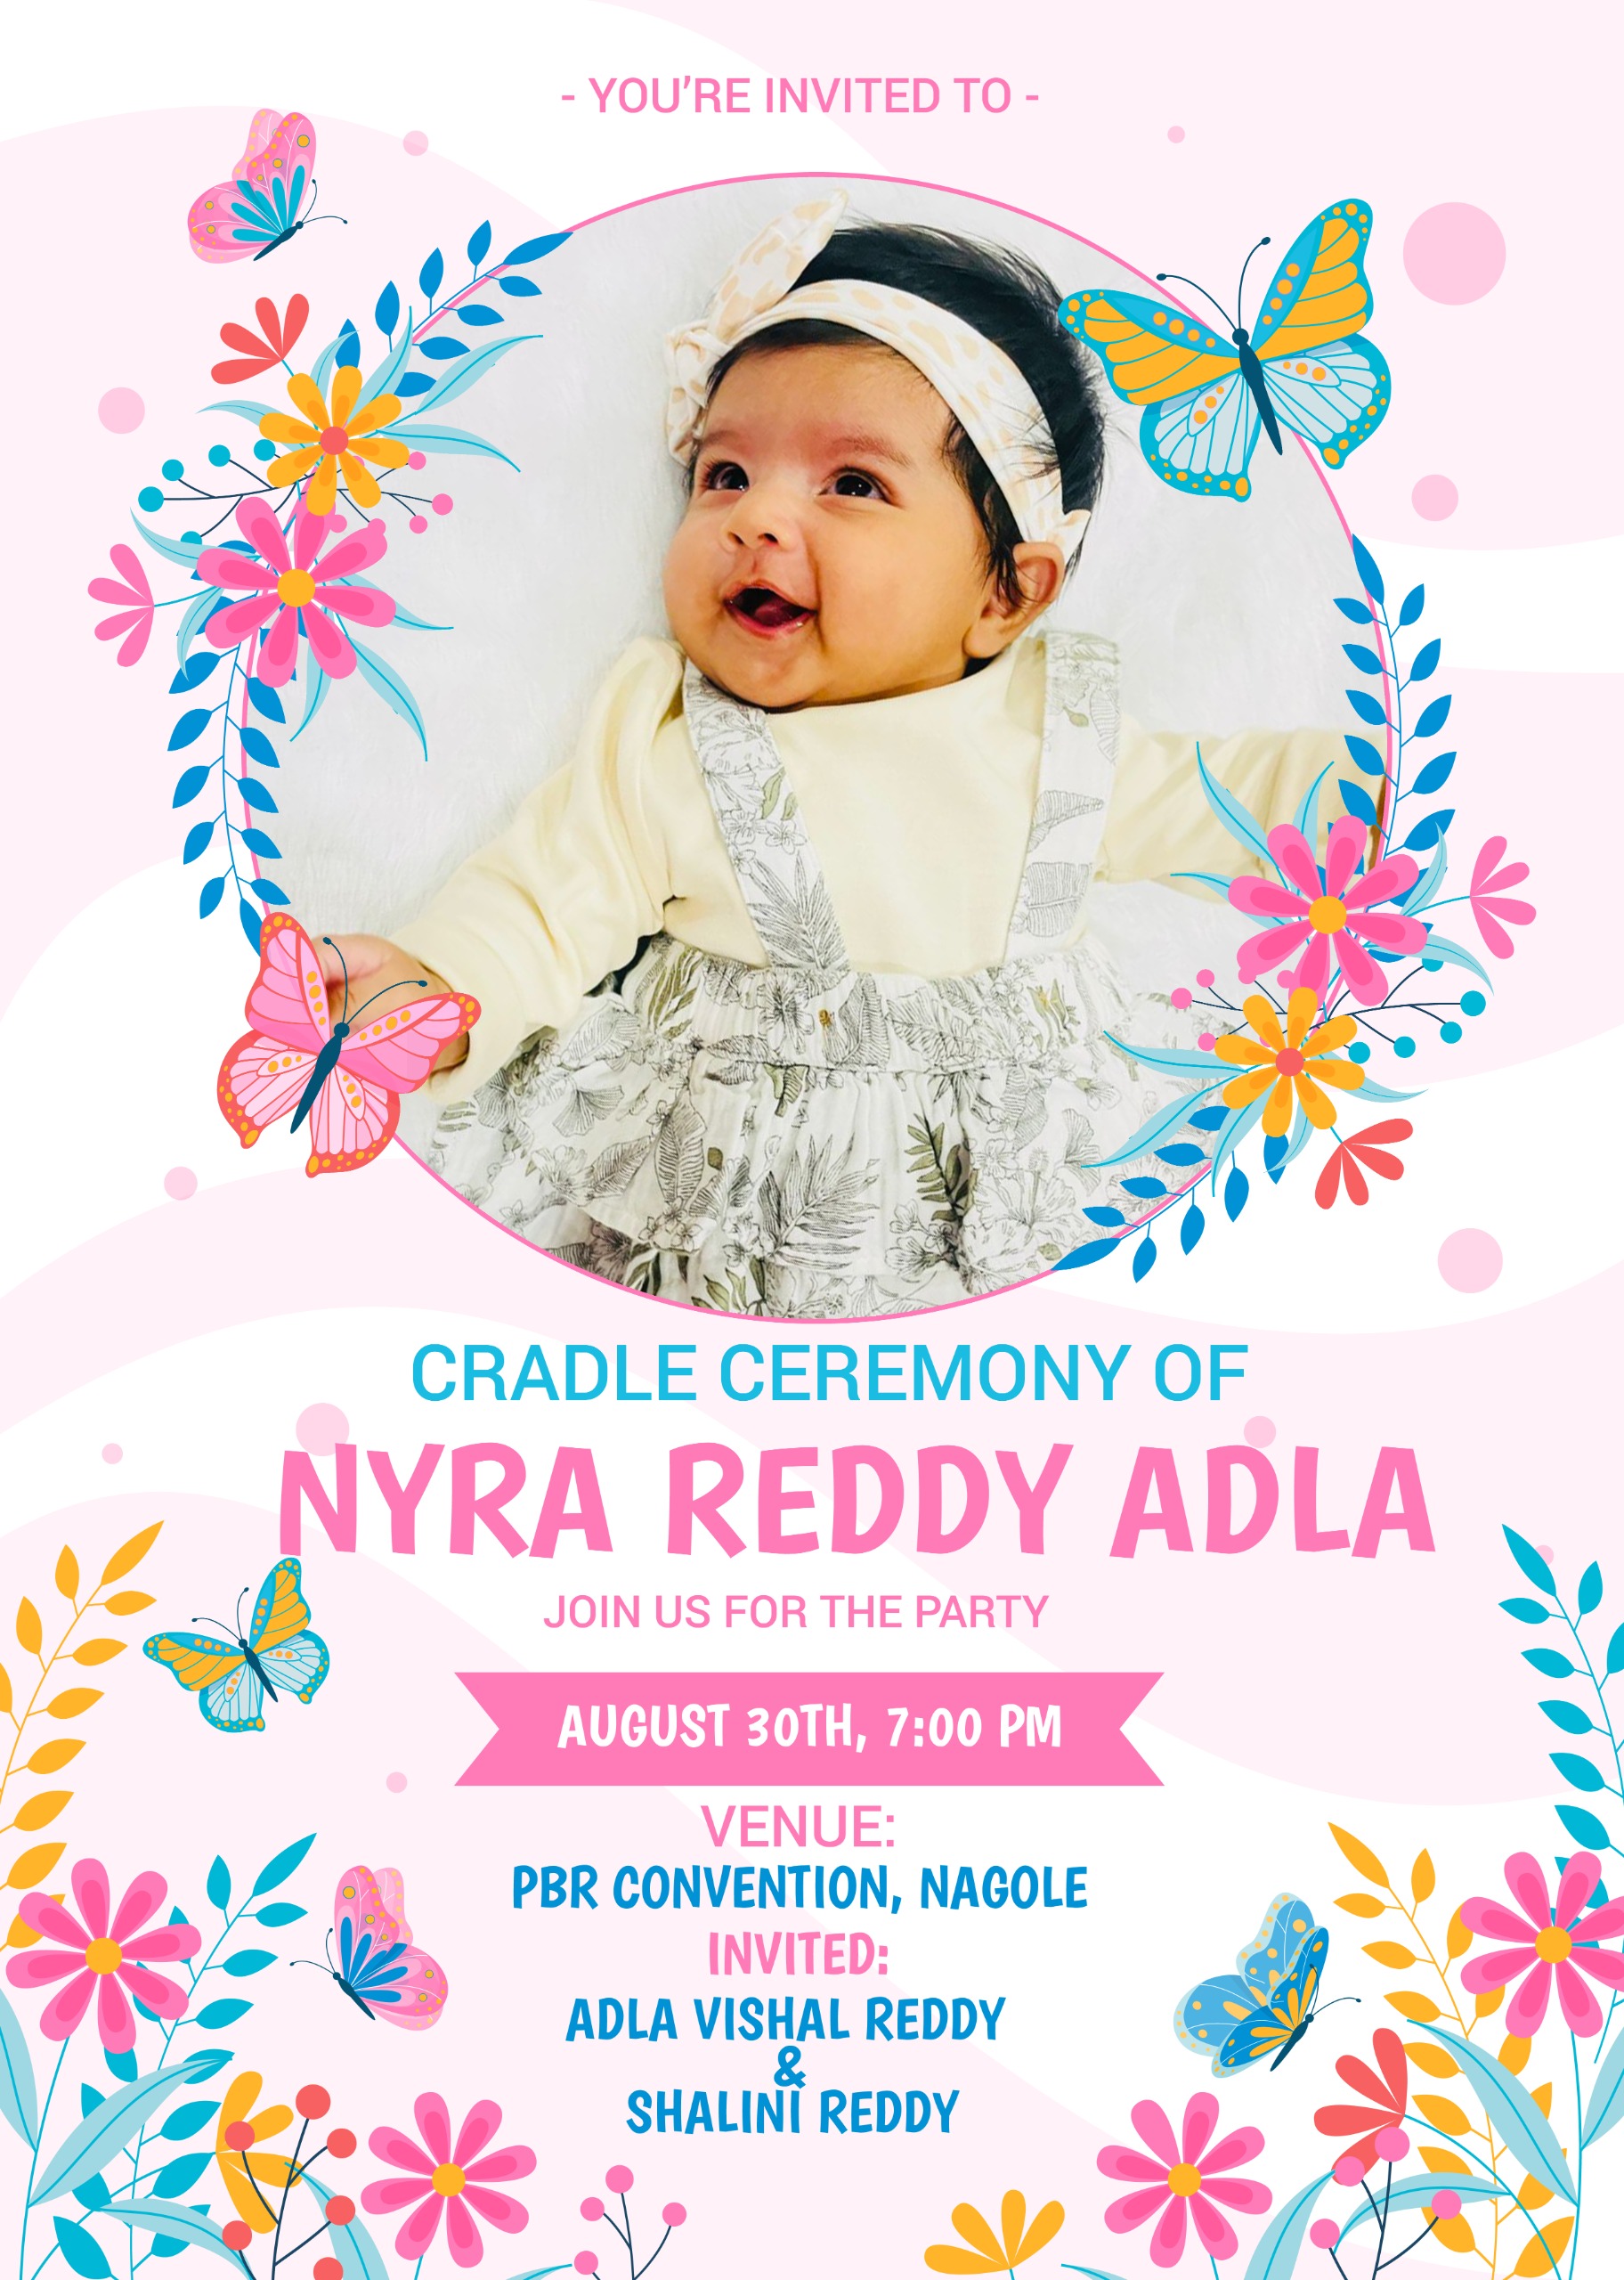 - YOU'RE INVITED TO -
CRADLE CEREMONY OF
NYRA REDDY ADLA
JOIN US FOR THE PARTY
AUGUST 30TH, 7:00 PM
VENUE:
PBR CONVENTION, NAGOLE
INVITED:
ADLA VISHAL REDDY
&
SHALINI REDDY